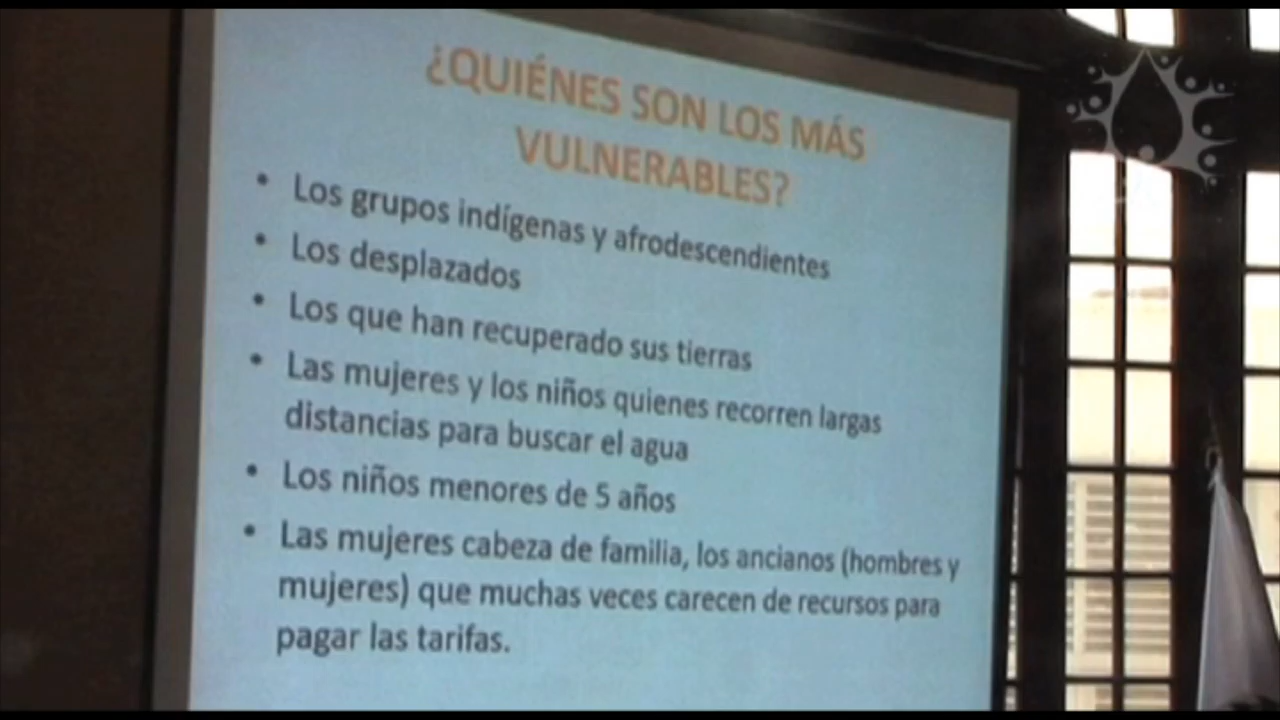 ¿QUIÉNES SON LOS MÁS
VULNERABLES?
• Los grupos indígenas y afrodescendientes
• Los desplazados
• Los que han recuperado sus tierras
• Las mujeres y los niños quienes recorren largas
distancias para buscar el agua
• Los niños menores de 5 años
• Las mujeres cabeza de familia, los ancianos (hombres y
mujeres) que muchas veces carecen de recursos para
pagar las tarifas.